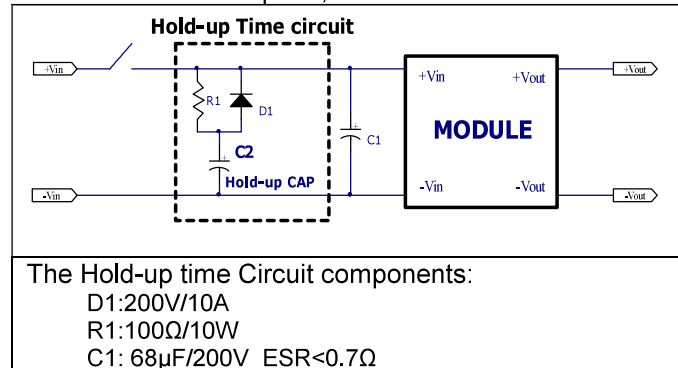 Hold-up Time circuit
+Vin
R1
D1
C2
Hold-up CAP
C1
+Vin
+Vout
MODULE
-Vin
-Vout
+Vout
-Vin
-Vout
The Hold-up time Circuit components:
D1:200V/10A
R1:100Ω/10W
C1: 68μF/200V ESR<0.7Ω